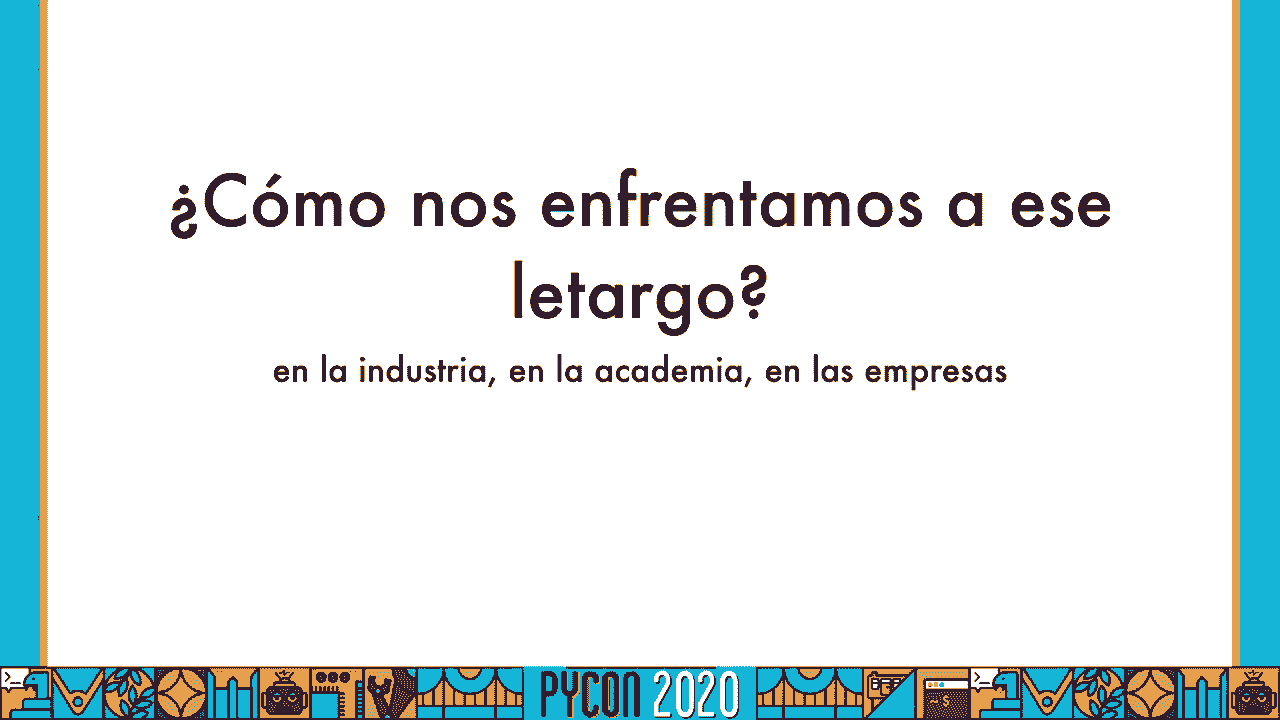 ¿Cómo nos enfrentamos a ese
letargo?
en la industria, en la academia, en las empresas
PYCON 2020